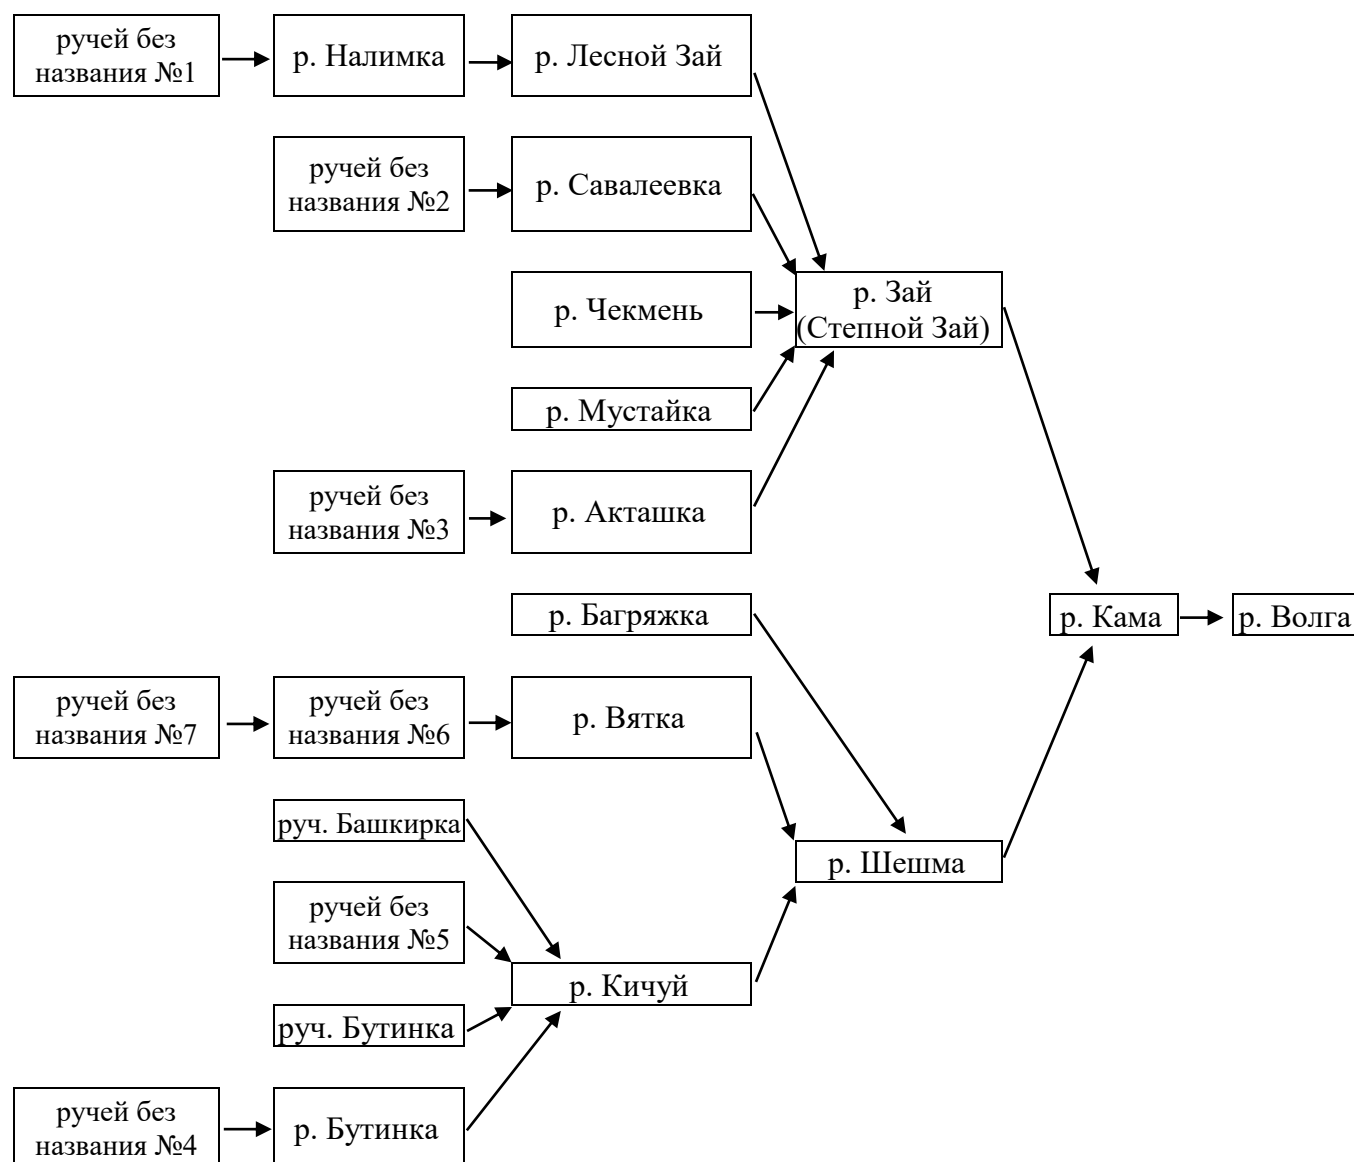 ручей без
названия №1
р. Налимка
р. Лесной Зай
ручей без
названия №2
р. Савалеевка
р. Чекмень
р. Зай
(Степной Зай)
р. Мустайка
ручей без
названия №3
р. Акташка
р. Багряжка
р. Кама
р. Волга
ручей без
названия №7
ручей без
названия №6
р. Вятка
руч. Башкирка
р. Шешма
ручей без
названия №5
р. Кичуй
руч. Бутинка
ручей без
названия №4
р. Бутинка